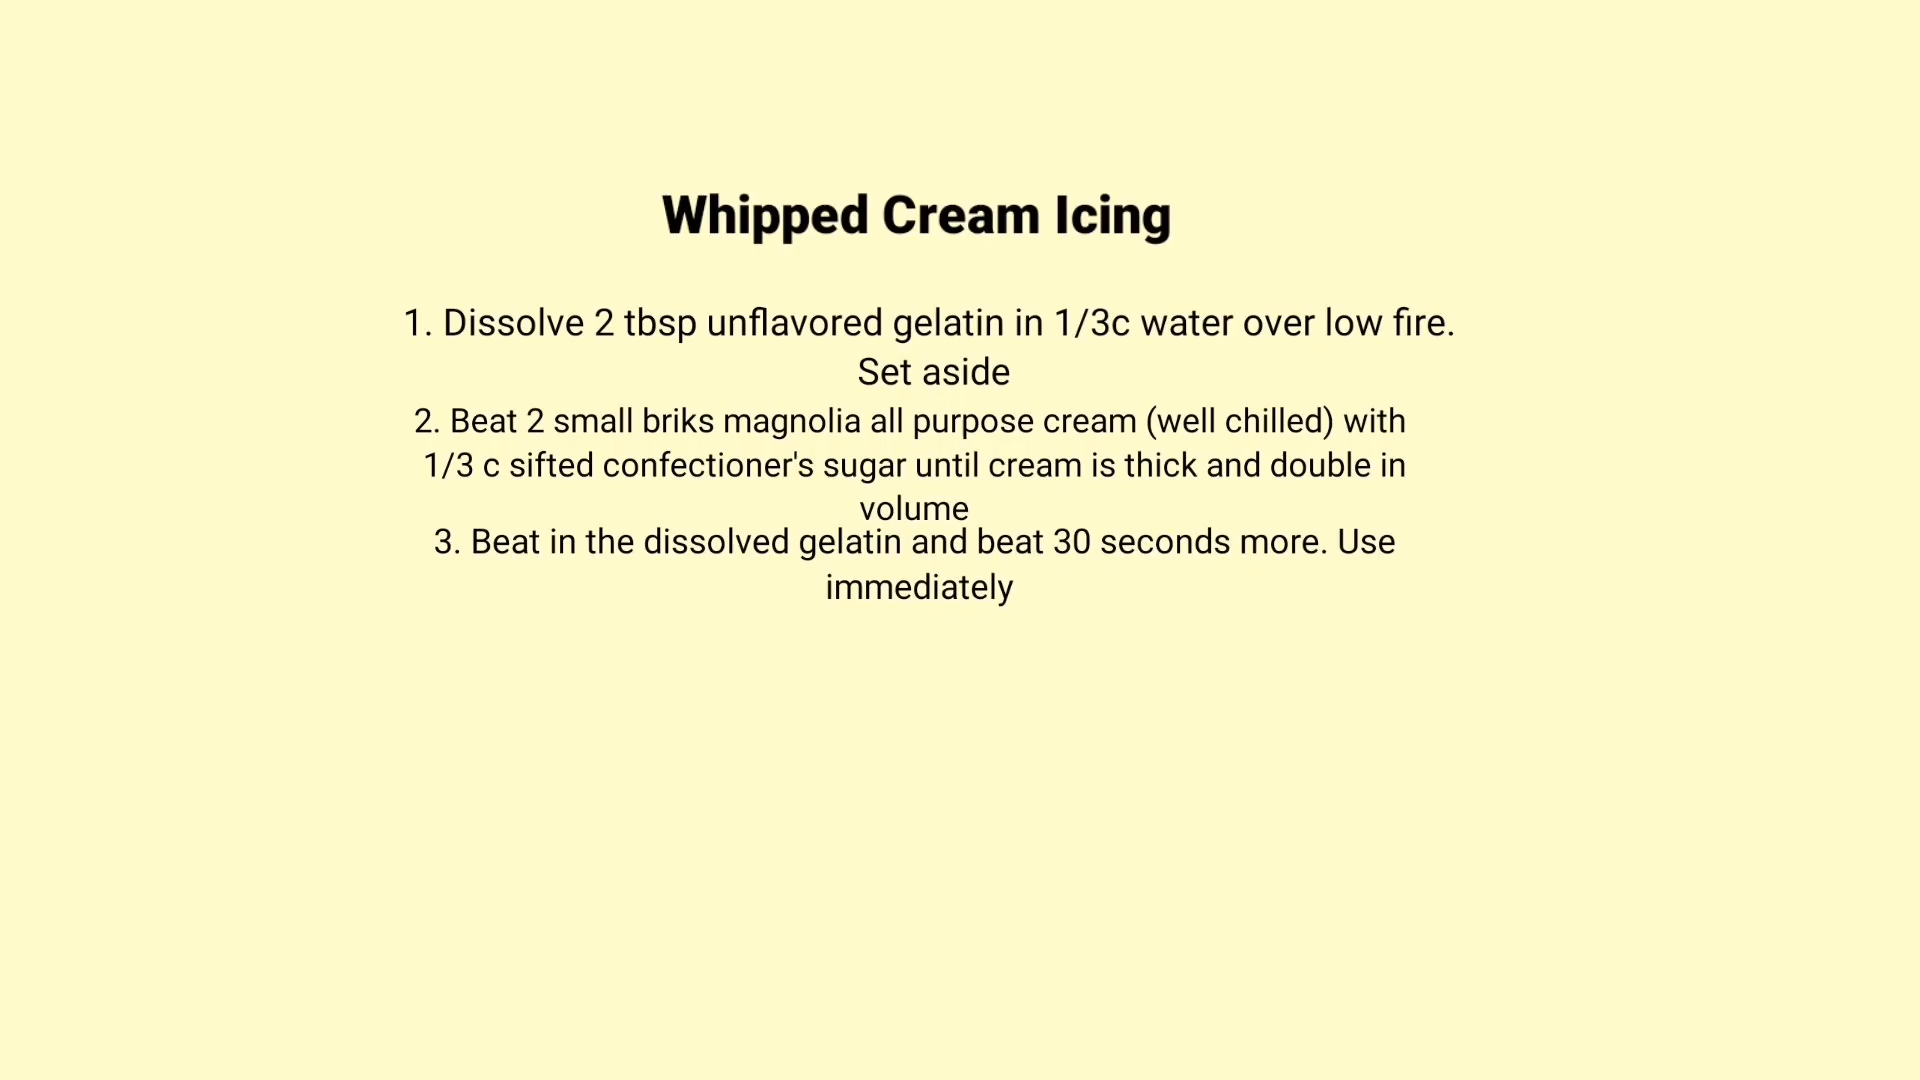 Whipped Cream Icing
1. Dissolve 2 tbsp unflavored gelatin in 1/3c water over low fire.
Set aside
2. Beat 2 small briks magnolia all purpose cream (well chilled) with
1/3 c sifted confectioner's sugar until cream is thick and double in
volume
3. Beat in the dissolved gelatin and beat 30 seconds more. Use
immediately